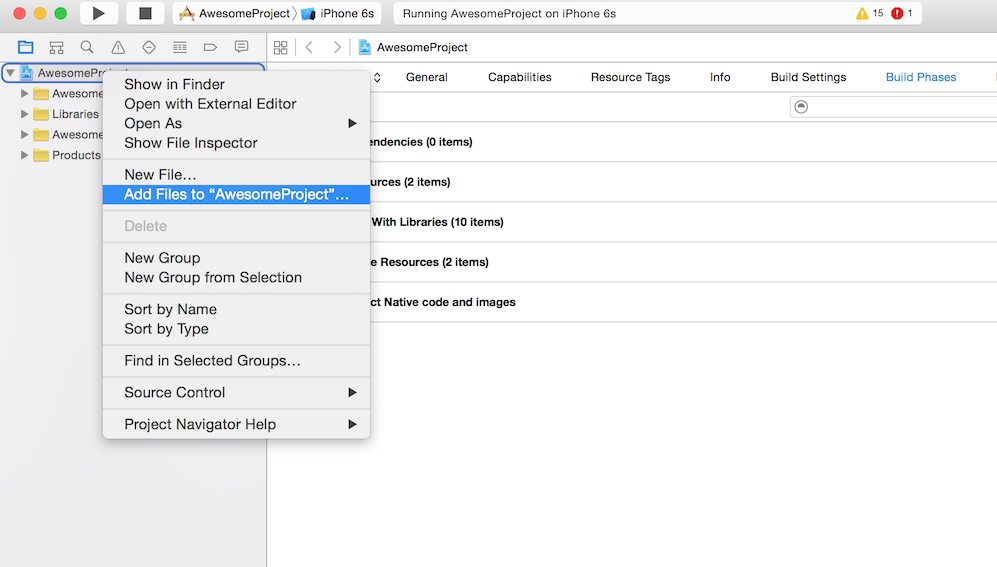 AwesomeProject iPhone 6s
Running AwesomeProject on iPhone 6s
15
1
AwesomeProject
AwesomePro
Awesome
Libraries
Awesome
Products
General
Capabilities
Resource Tags
Info
Build Settings
Build Phases
endencies (0 items)
urces (2 items)
With Libraries (10 items)
e Resources (2 items)
ct Native code and images
Show in Finder
Open with External Editor
Open As
Show File Inspector
New File…
Add Files to “AwesomeProject”…
Delete
New Group
New Group from Selection
Sort by Name
Sort by Type
Find in Selected Groups…
Source Control
Project Navigator Help